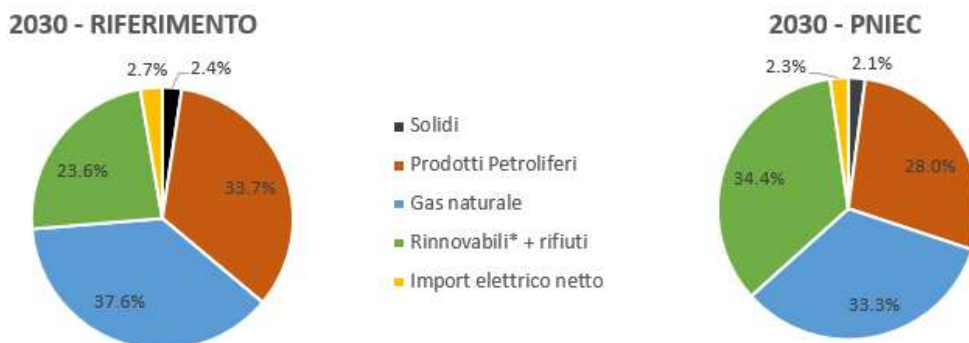 2030 - RIFERIMENTO
2.7%
2.4%
23.6%
33.7%
37.6%
Solidi
Prodotti Petroliferi
Gas naturale
Rinnovabili* + rifiuti
Import elettrico netto
2030 - PNIEC
2.3%
2.1%
34.4%
28.0%
33.3%